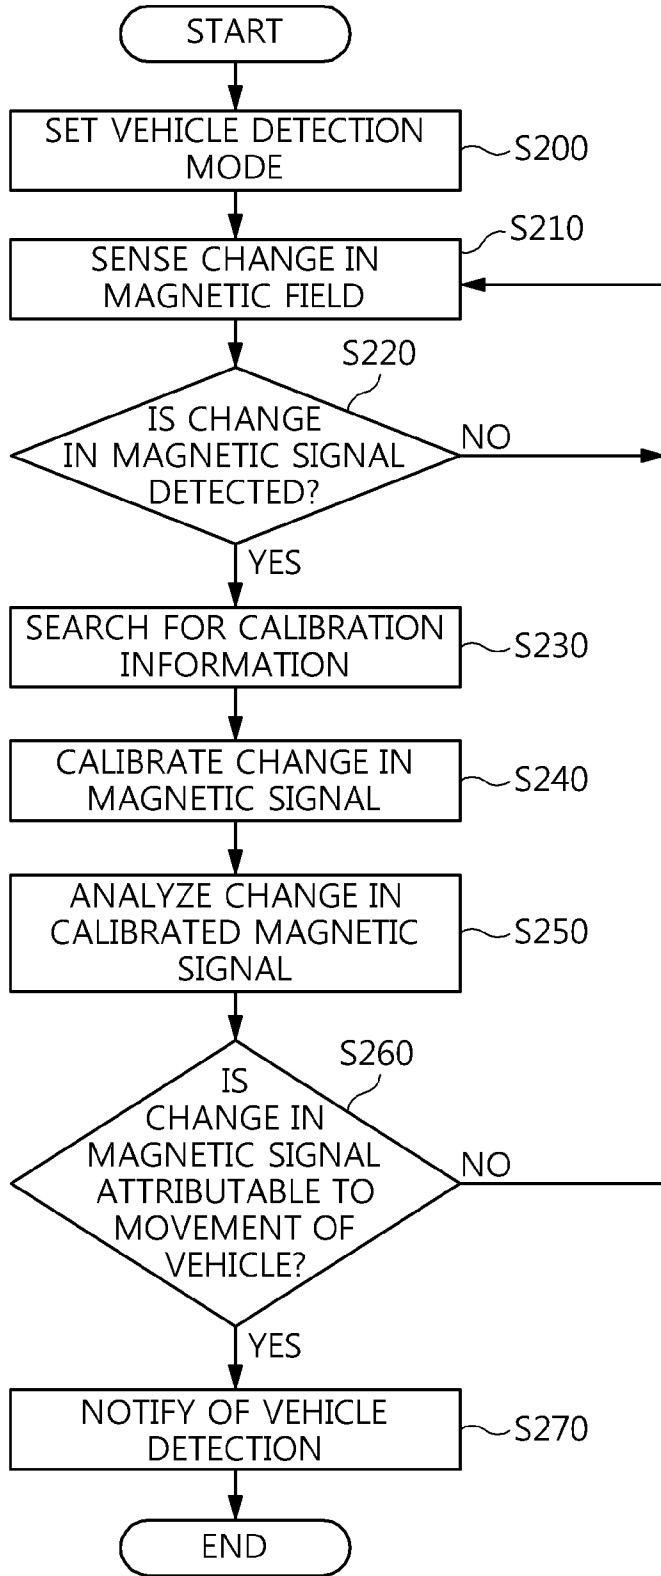 START
SET VEHICLE DETECTION
MODE
S200
S210
SENSE CHANGE IN
MAGNETIC FIELD
S220
IS CHANGE
IN MAGNETIC SIGNAL
DETECTED?
NO
YES
SEARCH FOR CALIBRATION
INFORMATION
S230
CALIBRATE CHANGE IN
MAGNETIC SIGNAL
S240
ANALYZE CHANGE IN
CALIBRATED MAGNETIC
SIGNAL
S250
S260
IS
CHANGE IN
MAGNETIC SIGNAL
ATTRIBUTABLE TO
MOVEMENT OF
VEHICLE?
NO
YES
NOTIFY OF VEHICLE
DETECTION
S270
END